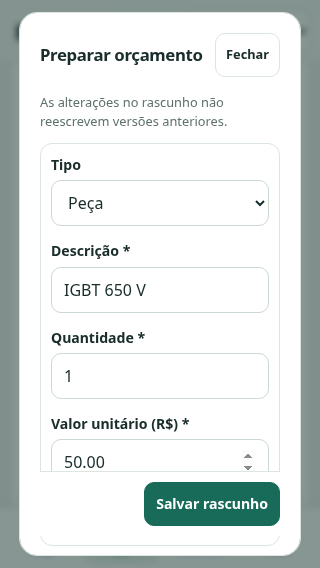 Preparar orçamento
Fechar
As alterações no rascunho não
reescrevem versões anteriores.
Tipo
Peça
Descrição *
IGBT 650 V
Quantidade *
1
Valor unitário (R$) *
50.00
Salvar rascunho